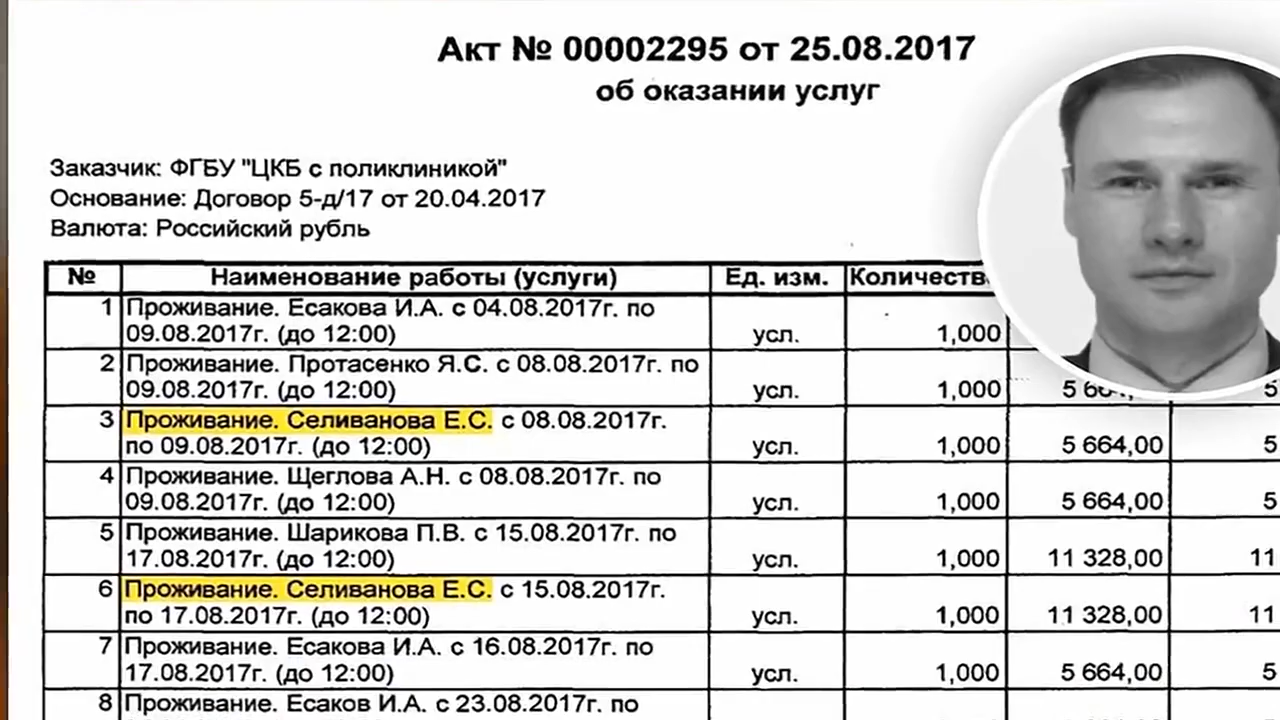 Акт № 00002295 от 25.08.2017
об оказании услуг
Заказчик: ФГБУ "ЦКБ с поликлиникой"
Основание: Договор 5-д/17 от 20.04.2017
Валюта: Российский рубль
№ Наименование работы (услуги) Ед. изм. Количеств
1 Проживание. Есакова И.А. с 04.08.2017г. по
09.08.2017г. (до 12:00) усл. 1,000
2 Проживание. Протасенко Я.С. с 08.08.2017г. по
09.08.2017г. (до 12:00) усл. 1,000 5
3 Проживание. Селиванова Е.С. с 08.08.2017г.
по 09.08.2017г. (до 12:00) усл. 1,000 5 664,00 5
4 Проживание. Щеглова А.Н. с 08.08.2017г. по
09.08.2017г. (до 12:00) усл. 1,000 5 664,00 5
5 Проживание. Шарикова П.В. с 15.08.2017г. по
17.08.2017г. (до 12:00) усл. 1,000 11 328,00 11
6 Проживание. Селиванова Е.С. с 15.08.2017г.
по 17.08.2017г. (до 12:00) усл. 1,000 11 328,00 11
7 Проживание. Есакова И.А. с 16.08.2017г. по
17.08.2017г. (до 12:00) усл. 1,000 5 664,00 5
8 Проживание. Есаков И.А. с 23.08.2017г. по